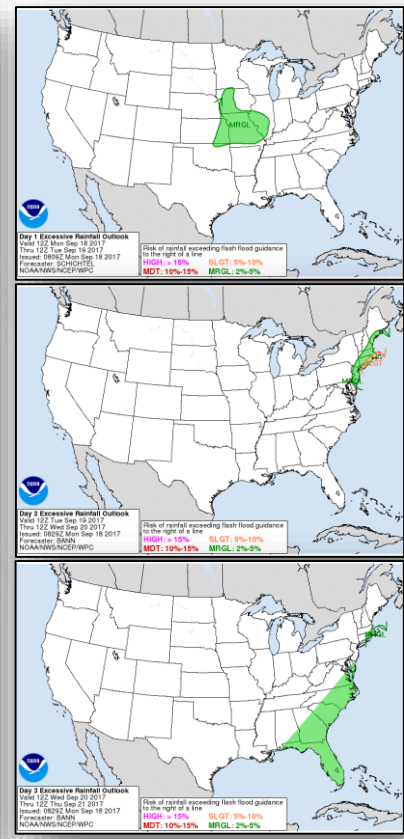 MRGL
NOAA
Day 1 Excessive Rainfall Outlook
Valid 12Z Mon Sep 18 2017
Thru 12Z Tue Sep 19 2017
Issued: 0809Z Mon Sep 18 2017
Forecaster: SCHICHTEL
NOAA/NWS/NCEP/WPC
Risk of rainfall exceeding flash flood guidance
to the right of a line
HIGH: > 15% SLGT: 5%-10%
MDT: 10%-15% MRGL: 2%-5%
NOAA
Day 2 Excessive Rainfall Outlook
Valid 12Z Tue Sep 19 2017
Thru 12Z Wed Sep 20 2017
Issued: 0829Z Mon Sep 18 2017
Forecaster: BANN
NOAA/NWS/NCEP/WPC
Risk of rainfall exceeding flash flood guidance
to the right of a line
HIGH: > 15% SLGT: 5%-10%
MDT: 10%-15% MRGL: 2%-5%
NOAA
Day 3 Excessive Rainfall Outlook
Valid 12Z Wed Sep 20 2017
Thru 12Z Thu Sep 21 2017
Issued: 0829Z Mon Sep 18 2017
Forecaster: BANN
NOAA/NWS/NCEP/WPC
Risk of rainfall exceeding flash flood guidance
to the right of a line
HIGH: > 15% SLGT: 5%-10%
MDT: 10%-15% MRGL: 2%-5%